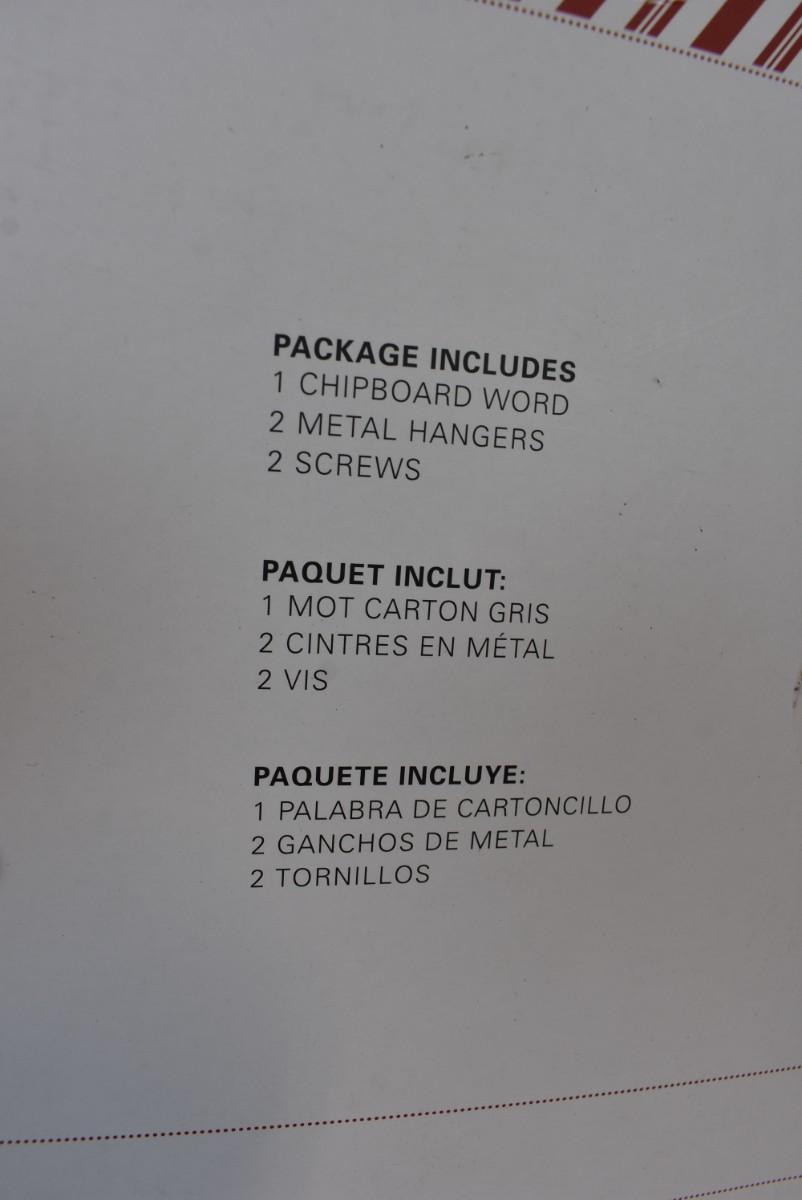 PACKAGE INCLUDES
1 CHIPBOARD WORD
2 METAL HANGERS
2 SCREWS
PAQUET INCLUT:
1 MOT CARTON GRIS
2 CINTRES EN MÉTAL
2 VIS
PAQUETE INCLUYE:
1 PALABRA DE CARTONCILLO
2 GANCHOS DE METAL
2 TORNILLOS